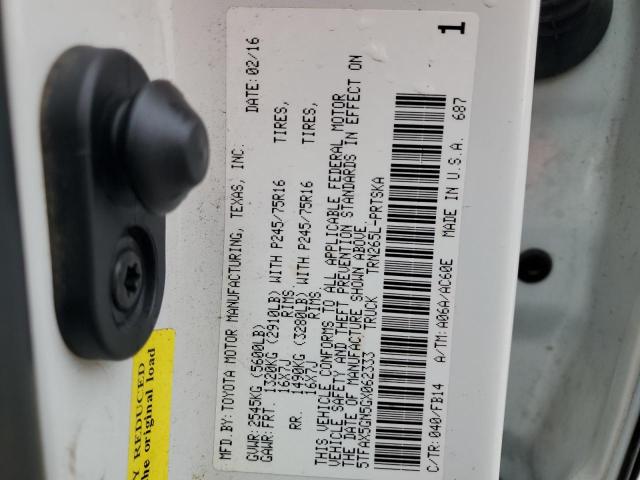 MFD.BY: TOYOTA MOTOR MANUFACTURING, TEXAS, INC. DATE: 02/16
GVWR: 2545KG (5600LB)
GAWR: FRT. 1320KG (2910LB) WITH P245/75R16 TIRES,
16X7J RIMS
RR. 1490KG (3280LB) WITH P245/75R16 TIRES,
16X7J RIMS
THIS VEHICLE CONFORMS TO ALL APPLICABLE FEDERAL MOTOR
VEHICLE SAFETY AND THEFT PREVENTION STANDARDS IN EFFECT ON
THE DATE OF MANUFACTURE SHOWN ABOVE.
5TFAX5GN5GX062333 TRUCK TRN265L-PRTSKA
C/TR: 040/FB14 A/TM: A06A/AC60E MADE IN U.S.A. 687
1
Y REDUCED
the original load